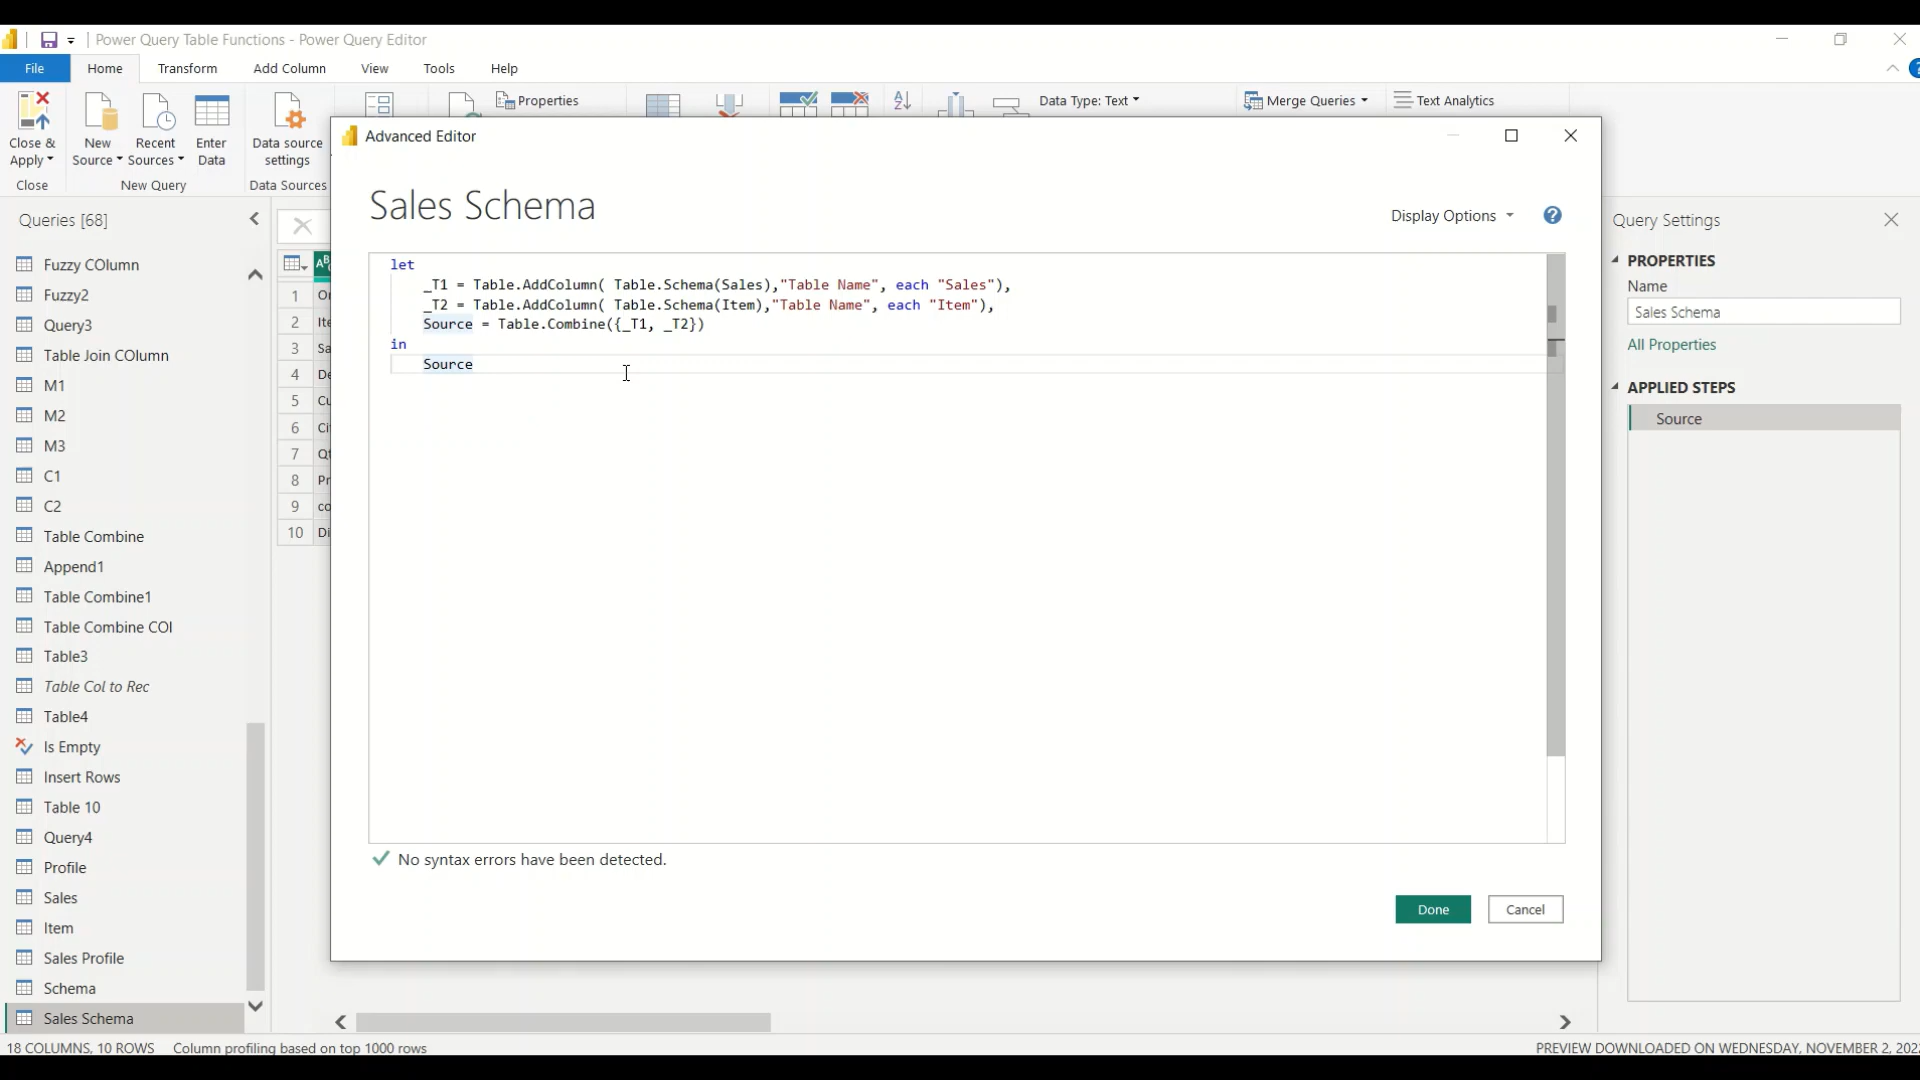 Power Query Table Functions - Power Query Editor
File Home Transform Add Column View Tools Help
Close & Apply
New Source
Recent Sources
Enter Data
Data source settings
Properties
Data Type: Text
Merge Queries
Text Analytics
Close
New Query
Data Sources
Advanced Editor
Sales Schema
Display Options
let
_T1 = Table.AddColumn( Table.Schema(Sales),"Table Name", each "Sales"),
_T2 = Table.AddColumn( Table.Schema(Item),"Table Name", each "Item"),
Source = Table.Combine({_T1, _T2})
in
Source
No syntax errors have been detected.
Done
Cancel
Queries [68]
Fuzzy COlumn
Fuzzy2
Query3
Table Join COlumn
M1
M2
M3
C1
C2
Table Combine
Append1
Table Combine1
Table Combine COl
Table3
Table Col to Rec
Table4
Is Empty
Insert Rows
Table 10
Query4
Profile
Sales
Item
Sales Profile
Schema
Sales Schema
1
2
3
4
5
6
7
8
9
10
Query Settings
PROPERTIES
Name
Sales Schema
All Properties
APPLIED STEPS
Source
18 COLUMNS, 10 ROWS Column profiling based on top 1000 rows
PREVIEW DOWNLOADED ON WEDNESDAY, NOVEMBER 2,